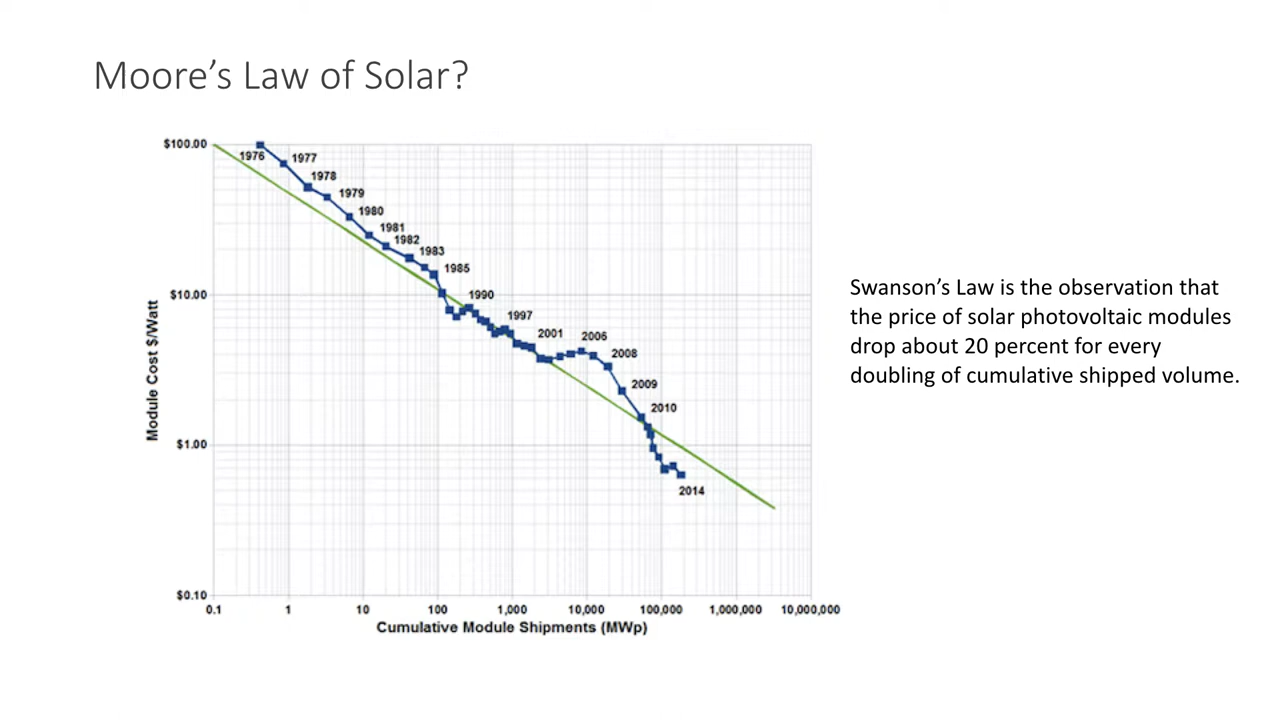 Moore’s Law of Solar?
$100.00
1976
1977
1978
1979
1980
1981
1982
1983
1985
$10.00
1990
1997
2001
2006
2008
2009
2010
$1.00
2014
$0.10
Module Cost $/Watt
0.1 1 10 100 1,000 10,000 100,000 1,000,000 10,000,000
Cumulative Module Shipments (MWp)
Swanson’s Law is the observation that
the price of solar photovoltaic modules
drop about 20 percent for every
doubling of cumulative shipped volume.